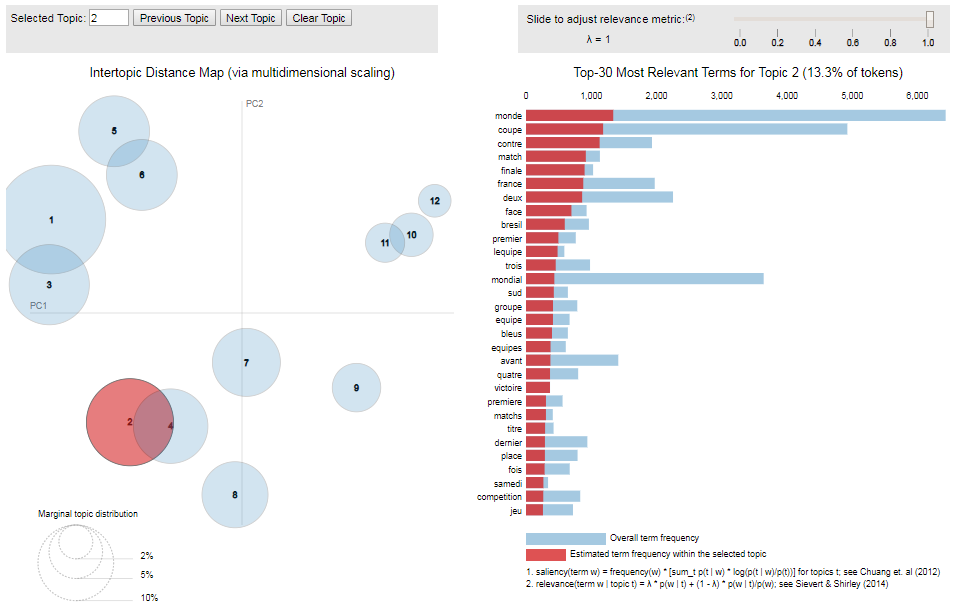 Selected Topic: 2 Previous Topic Next Topic Clear Topic
Slide to adjust relevance metric:(2)
λ = 1
0.0 0.2 0.4 0.6 0.8 1.0
Intertopic Distance Map (via multidimensional scaling)
PC2
PC1
5
6
1
3
12
11
10
7
9
2
4
8
Marginal topic distribution
2%
5%
10%
Top-30 Most Relevant Terms for Topic 2 (13.3% of tokens)
0 1,000 2,000 3,000 4,000 5,000 6,000
monde
coupe
contre
match
finale
france
deux
face
bresil
premier
lequipe
trois
mondial
sud
groupe
equipe
bleus
equipes
avant
quatre
victoire
premiere
matchs
titre
dernier
place
fois
samedi
competition
jeu
Overall term frequency
Estimated term frequency within the selected topic
1. saliency(term w) = frequency(w) * [sum_t p(t | w) * log(p(t | w)/p(t))] for topics t; see Chuang et. al (2012)
2. relevance(term w | topic t) = λ * p(w | t) + (1 - λ) * p(w | t)/p(w); see Sievert & Shirley (2014)